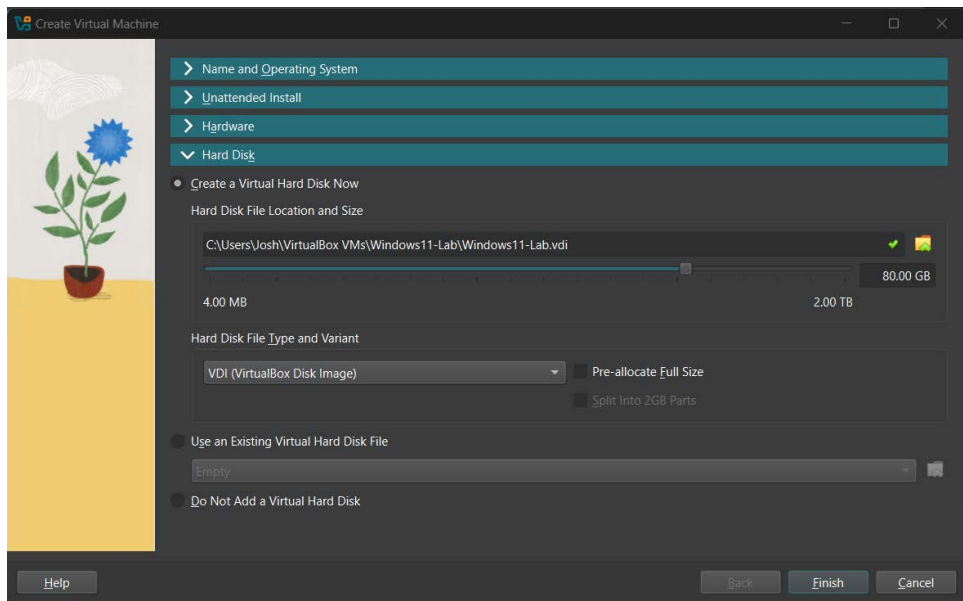 Create Virtual Machine
Name and Operating System
Unattended Install
Hardware
Hard Disk
Create a Virtual Hard Disk Now
Hard Disk File Location and Size
C:\Users\Josh\VirtualBox VMs\Windows11-Lab\Windows11-Lab.vdi
80.00 GB
4.00 MB 2.00 TB
Hard Disk File Type and Variant
VDI (VirtualBox Disk Image) Pre-allocate Full Size
Split Into 2GB Parts
Use an Existing Virtual Hard Disk File
Empty
Do Not Add a Virtual Hard Disk
Help Back Finish Cancel